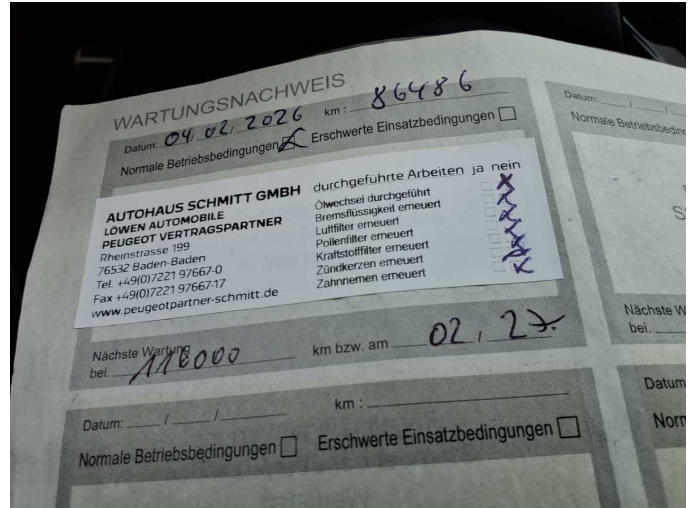 WARTUNGSNACHWEIS
Datum: 04, 02, 2026 km: 86486
Normale Betriebsbedingungen Erschwerte Einsatzbedingungen
AUTOHAUS SCHMITT GMBH
LÖWEN AUTOMOBILE
PEUGEOT VERTRAGSPARTNER
Rheinstrasse 199
76532 Baden-Baden
Tel. +49(0)7221 97667-0
Fax +49(0)7221 97667-17
www.peugeotpartner-schmitt.de
durchgeführte Arbeiten ja nein
Ölwechsel durchgeführt
Bremsflüssigkeit erneuert
Luftfilter erneuert
Pollenfilter erneuert
Kraftstofffilter erneuert
Zündkerzen erneuert
Zahnriemen erneuert
Nächste Wartung
bei. 000 km bzw. am 02, 27.
Datum: / / km:
Normale Betriebsbedingungen Erschwerte Einsatzbedingungen
Datum: / /
Normale
Nächste
bei.
Datum